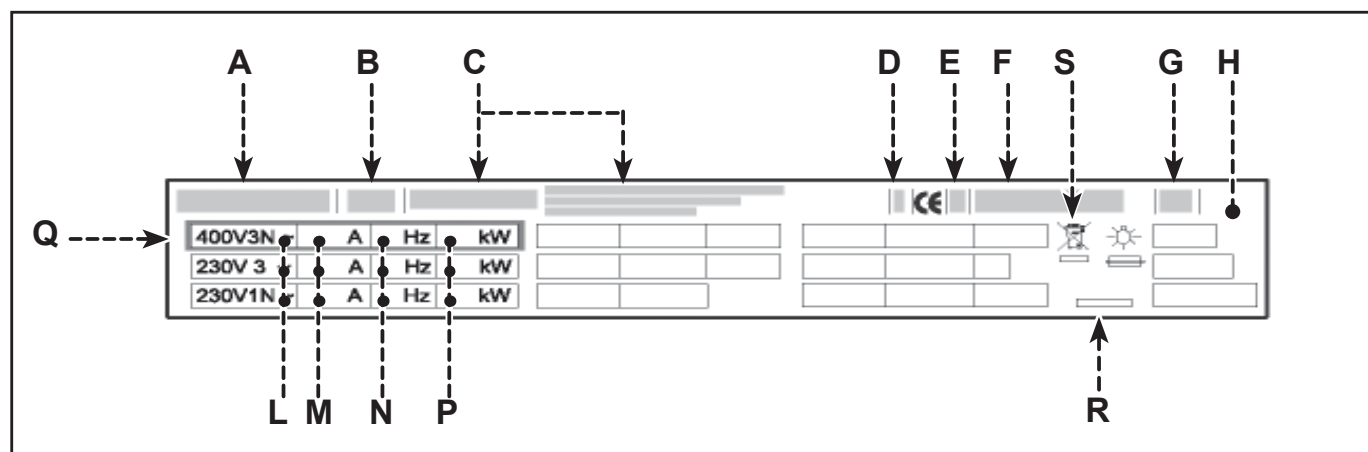 A B C D E F S G H
CE
Q
400V3N ~ A Hz kW
230V 3 ~ A Hz kW
230V1N ~ A Hz kW
L M N P R